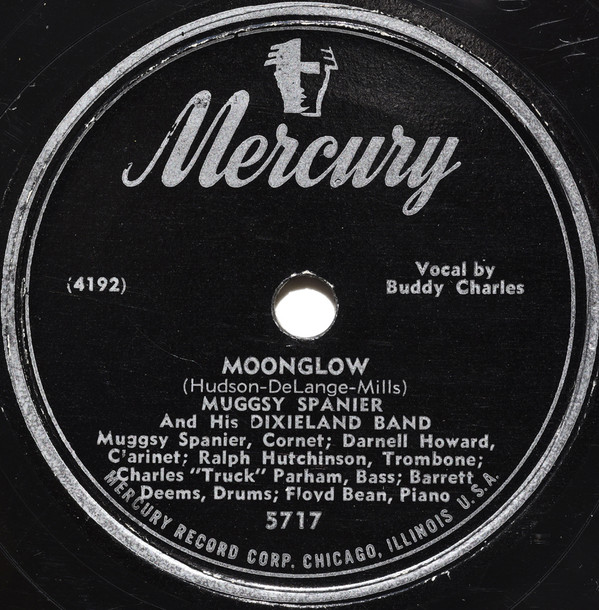 Mercury
(4192)
Vocal by
Buddy Charles
MOONGLOW
(Hudson-DeLange-Mills)
MUGGSY SPANIER
And His DIXIELAND BAND
Muggsy Spanier, Cornet; Darnell Howard,
Clarinet; Ralph Hutchinson, Trombone;
Charles "Truck" Parham, Bass; Barrett
Deems, Drums; Floyd Bean, Piano
5717
MERCURY RECORD CORP. CHICAGO, ILLINOIS U.S.A.